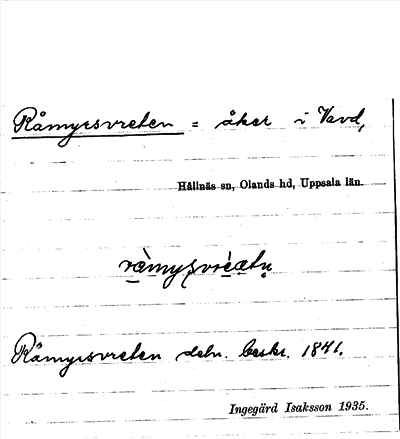 Råmyrsvreten = åker i Vavd,
Hållnäs sn, Olands hd, Uppsala län.
Råmyrsvreten deln. beskr. 1841.
Ingegärd Isaksson 1935.